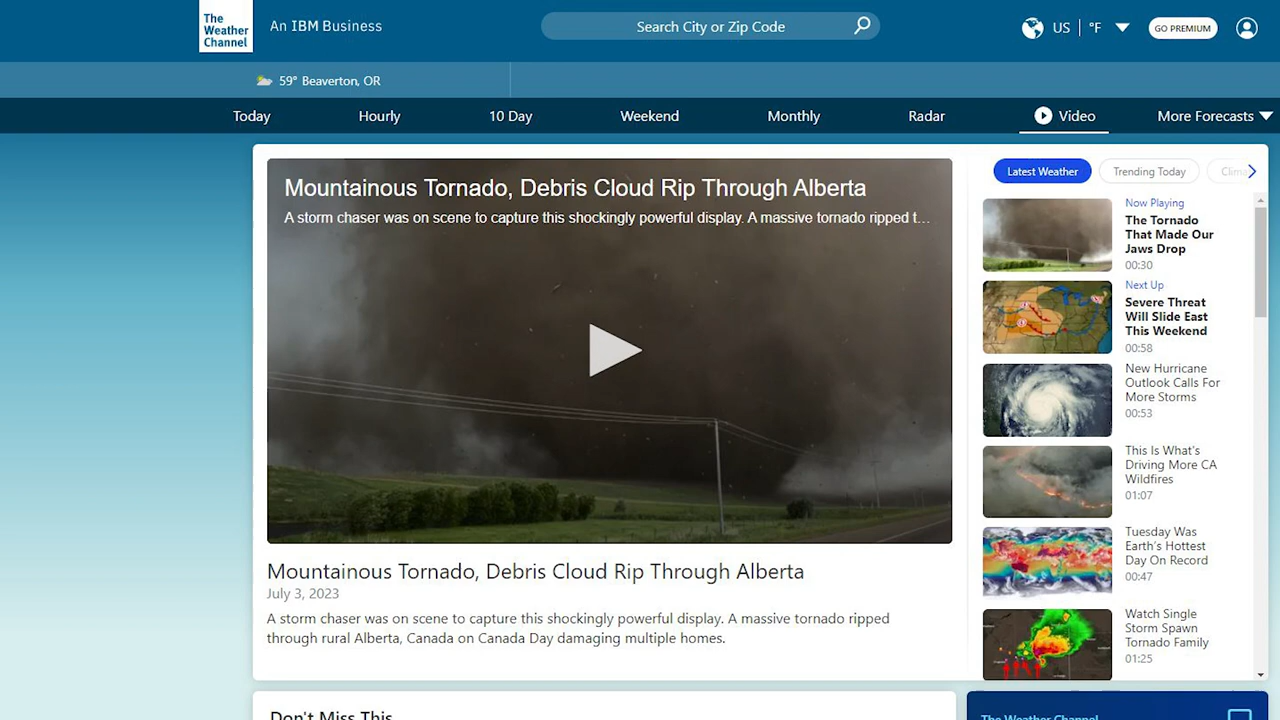 The
Weather
Channel
An IBM Business
Search City or Zip Code
US
°F
GO PREMIUM
59° Beaverton, OR
Today
Hourly
10 Day
Weekend
Monthly
Radar
Video
More Forecasts
Mountainous Tornado, Debris Cloud Rip Through Alberta
A storm chaser was on scene to capture this shockingly powerful display. A massive tornado ripped t...
Mountainous Tornado, Debris Cloud Rip Through Alberta
July 3, 2023
A storm chaser was on scene to capture this shockingly powerful display. A massive tornado ripped
through rural Alberta, Canada on Canada Day damaging multiple homes.
Latest Weather
Trending Today
Now Playing
The Tornado
That Made Our
Jaws Drop
00:30
Next Up
Severe Threat
Will Slide East
This Weekend
00:58
New Hurricane
Outlook Calls For
More Storms
00:53
This Is What's
Driving More CA
Wildfires
01:07
Tuesday Was
Earth's Hottest
Day On Record
00:47
Watch Single
Storm Spawn
Tornado Family
01:25
Don't Miss This
The Weather Channel